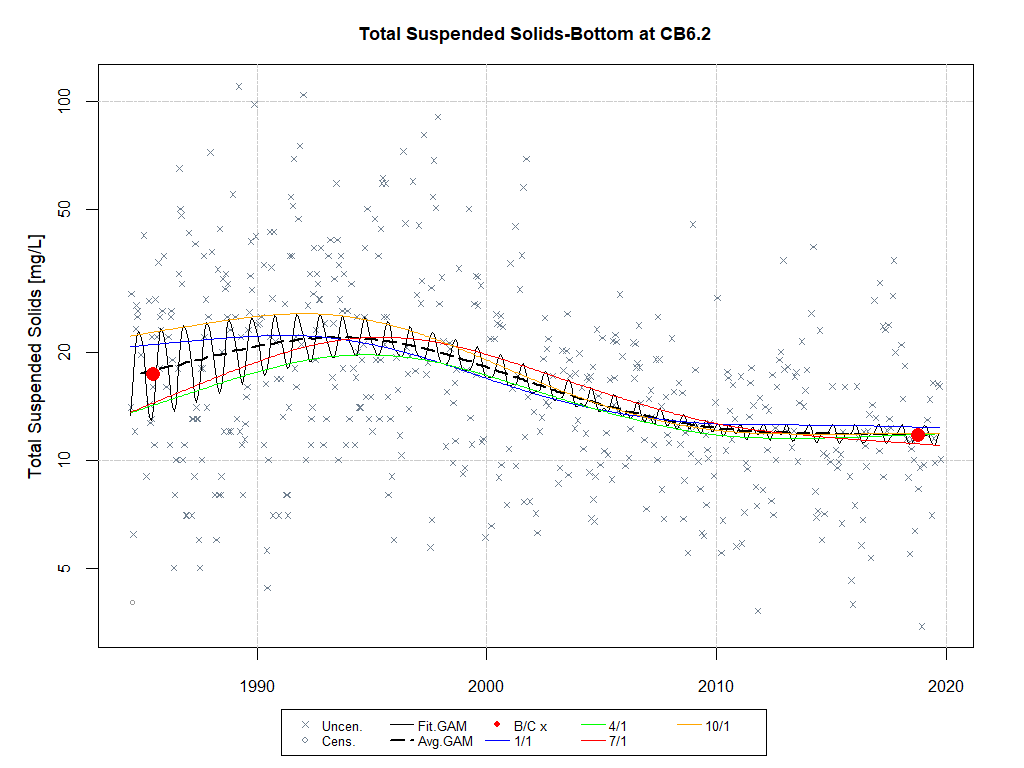 Total Suspended Solids-Bottom at CB6.2
Total Suspended Solids [mg/L]
100
50
20
10
5
1990 2000 2010 2020
Uncen. Fit.GAM B/C x 4/1 10/1
Cens. Avg.GAM 1/1 7/1